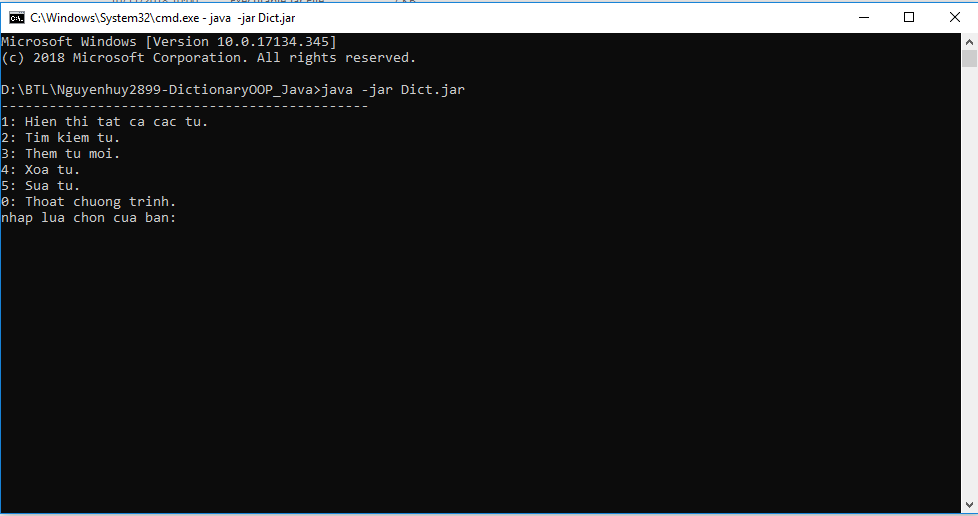 C:\Windows\System32\cmd.exe - java -jar Dict.jar
Microsoft Windows [Version 10.0.17134.345]
(c) 2018 Microsoft Corporation. All rights reserved.
D:\BTL\Nguyenhuy2899-DictionaryOOP_Java>java -jar Dict.jar
----------------------------------------------
1: Hien thi tat ca cac tu.
2: Tim kiem tu.
3: Them tu moi.
4: Xoa tu.
5: Sua tu.
0: Thoat chuong trinh.
nhap lua chon cua ban: